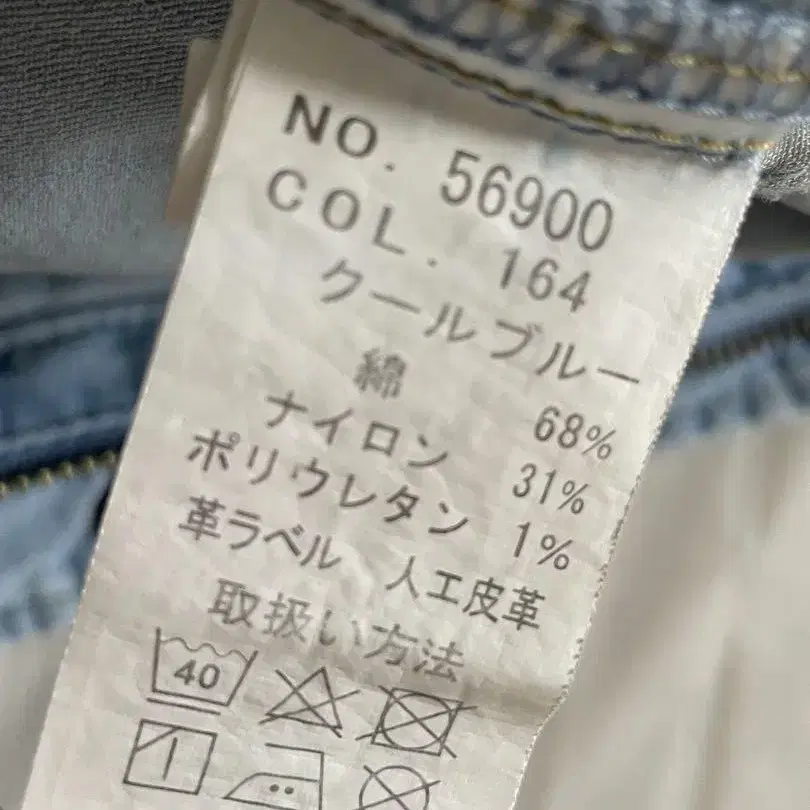 NO. 56900
COL. 164
クールブルー
綿 68%
ナイロン 31%
ポリウレタン 1%
革ラベル 人工皮革
取扱い方法
40